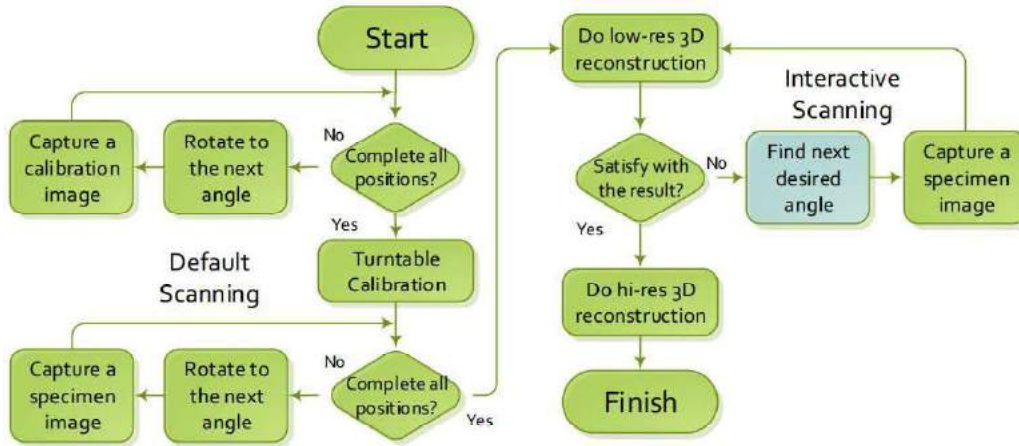 Start
No
Complete all
positions?
Rotate to
the next
angle
Capture a
calibration
image
Yes
Turntable
Calibration
Default
Scanning
No
Complete all
positions?
Rotate to
the next
angle
Capture a
specimen
image
Yes
Do low-res 3D
reconstruction
Interactive
Scanning
Satisfy with
the result?
No
Find next
desired
angle
Capture a
specimen
image
Yes
Do hi-res 3D
reconstruction
Finish